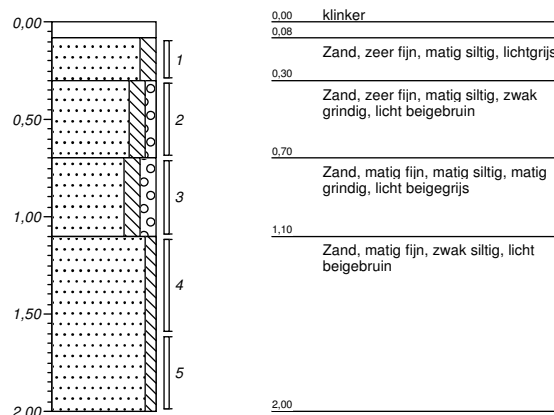 0,00
0,50
1,00
1,50
2,00
1
2
3
4
5
0,00 klinker
0,08
Zand, zeer fijn, matig siltig, lichtgrijs
0,30
Zand, zeer fijn, matig siltig, zwak
grindig, licht beigebruin
0,70
Zand, matig fijn, matig siltig, matig
grindig, licht beigegrijs
1,10
Zand, matig fijn, zwak siltig, licht
beigebruin
2,00